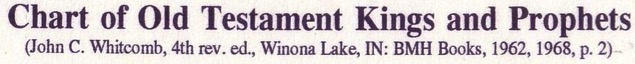 Chart of Old Testament Kings and Prophets
(John C. Whitcomb, 4th rev. ed., Winona Lake, IN: BMH Books, 1962, 1968, p. 2)